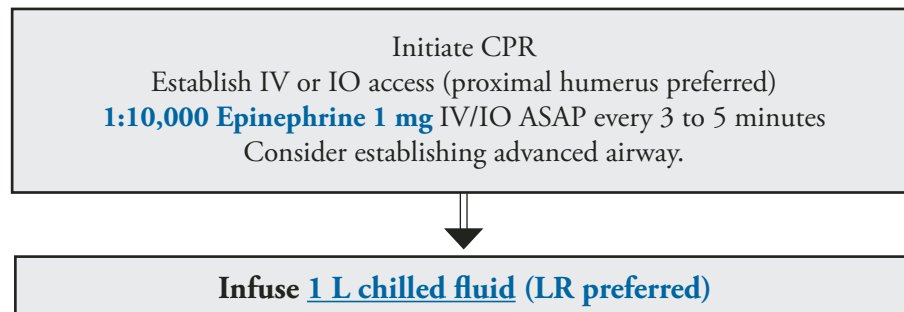 Initiate CPR
Establish IV or IO access (proximal humerus preferred)
1:10,000 Epinephrine 1 mg IV/IO ASAP every 3 to 5 minutes
Consider establishing advanced airway.
Infuse 1 L chilled fluid (LR preferred)